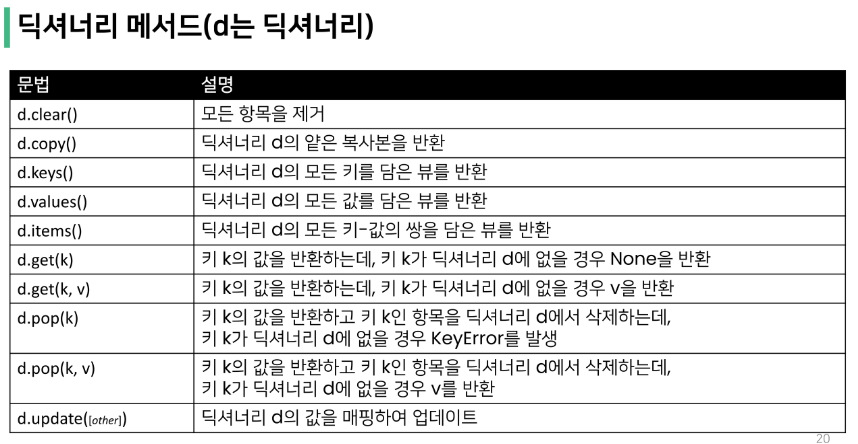 딕셔너리 메서드(d는 딕셔너리)
문법 설명
d.clear() 모든 항목을 제거
d.copy() 딕셔너리 d의 얕은 복사본을 반환
d.keys() 딕셔너리 d의 모든 키를 담은 뷰를 반환
d.values() 딕셔너리 d의 모든 값를 담은 뷰를 반환
d.items() 딕셔너리 d의 모든 키-값의 쌍을 담은 뷰를 반환
d.get(k) 키 k의 값을 반환하는데, 키 k가 딕셔너리 d에 없을 경우 None을 반환
d.get(k, v) 키 k의 값을 반환하는데, 키 k가 딕셔너리 d에 없을 경우 v을 반환
d.pop(k) 키 k의 값을 반환하고 키 k인 항목을 딕셔너리 d에서 삭제하는데,
키 k가 딕셔너리 d에 없을 경우 KeyError를 발생
d.pop(k, v) 키 k의 값을 반환하고 키 k인 항목을 딕셔너리 d에서 삭제하는데,
키 k가 딕셔너리 d에 없을 경우 v를 반환
d.update([other]) 딕셔너리 d의 값을 매핑하여 업데이트
20